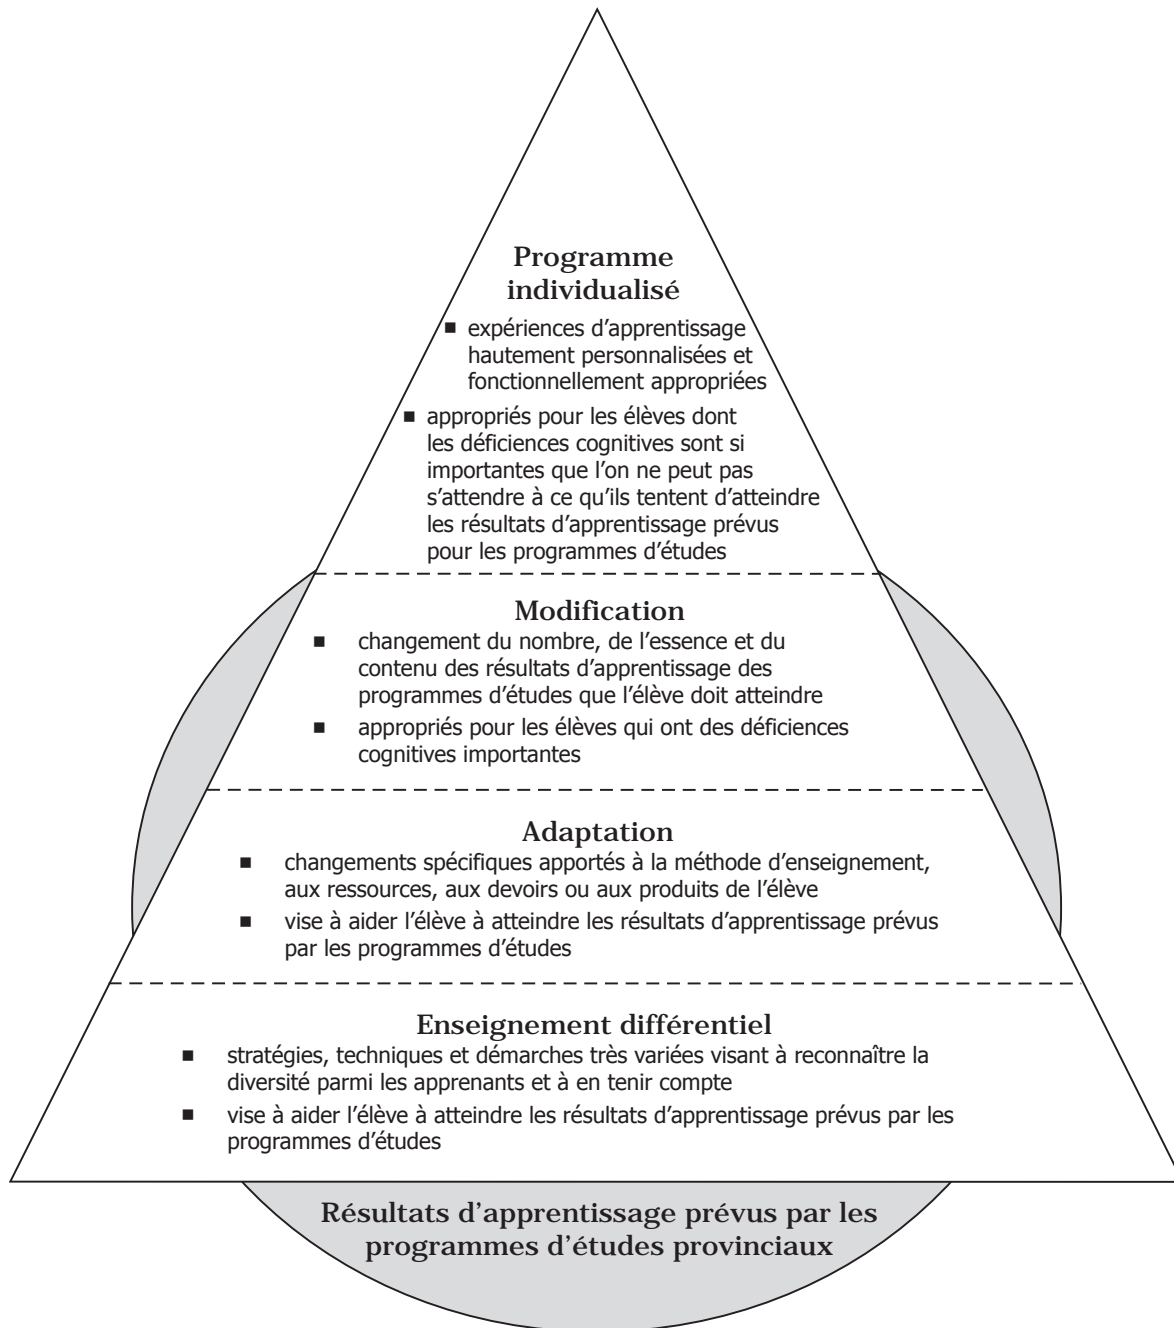 Programme
individualisé
■ expériences d’apprentissage
hautement personnalisées et
fonctionnellement appropriées
■ appropriés pour les élèves dont
les déficiences cognitives sont si
importantes que l’on ne peut pas
s’attendre à ce qu’ils tentent d’atteindre
les résultats d’apprentissage prévus
pour les programmes d’études
Modification
■ changement du nombre, de l’essence et du
contenu des résultats d’apprentissage des
programmes d’études que l’élève doit atteindre
■ appropriés pour les élèves qui ont des déficiences
cognitives importantes
Adaptation
■ changements spécifiques apportés à la méthode d’enseignement,
aux ressources, aux devoirs ou aux produits de l’élève
■ vise à aider l’élève à atteindre les résultats d’apprentissage prévus
par les programmes d’études
Enseignement différentiel
■ stratégies, techniques et démarches très variées visant à reconnaître la
diversité parmi les apprenants et à en tenir compte
■ vise à aider l’élève à atteindre les résultats d’apprentissage prévus par les
programmes d’études
Résultats d’apprentissage prévus par les
programmes d’études provinciaux